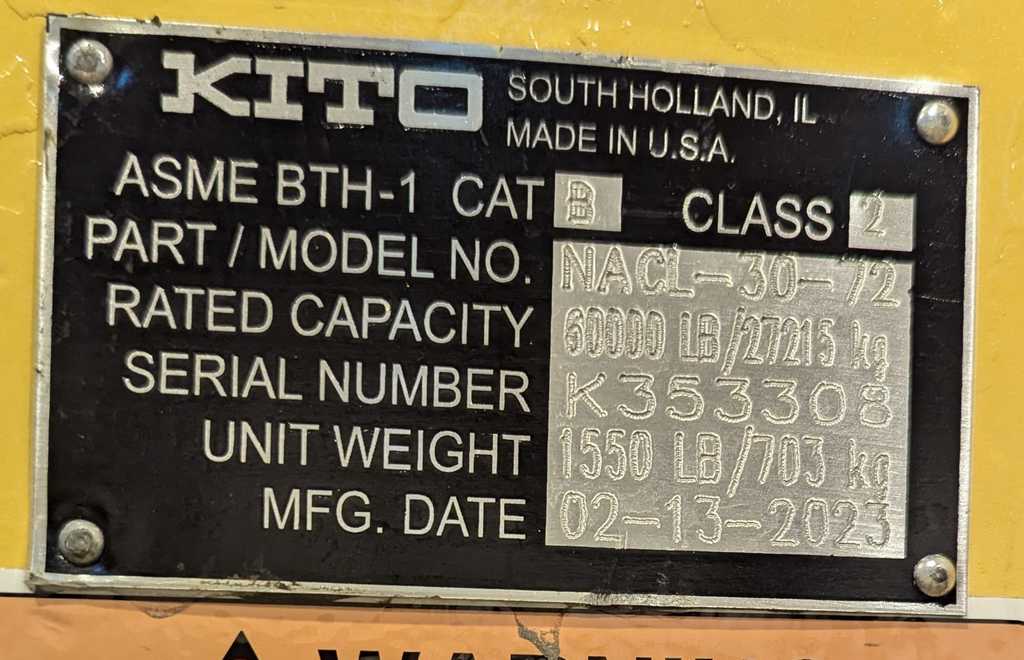 KITO
SOUTH HOLLAND, IL
MADE IN U.S.A.
ASME BTH-1 CAT B CLASS 2
PART / MODEL NO. NACL-30-72
RATED CAPACITY 60000 LB/27215 kg
SERIAL NUMBER K353308
UNIT WEIGHT 1550 LB/703 kg
MFG. DATE 02-13-2023